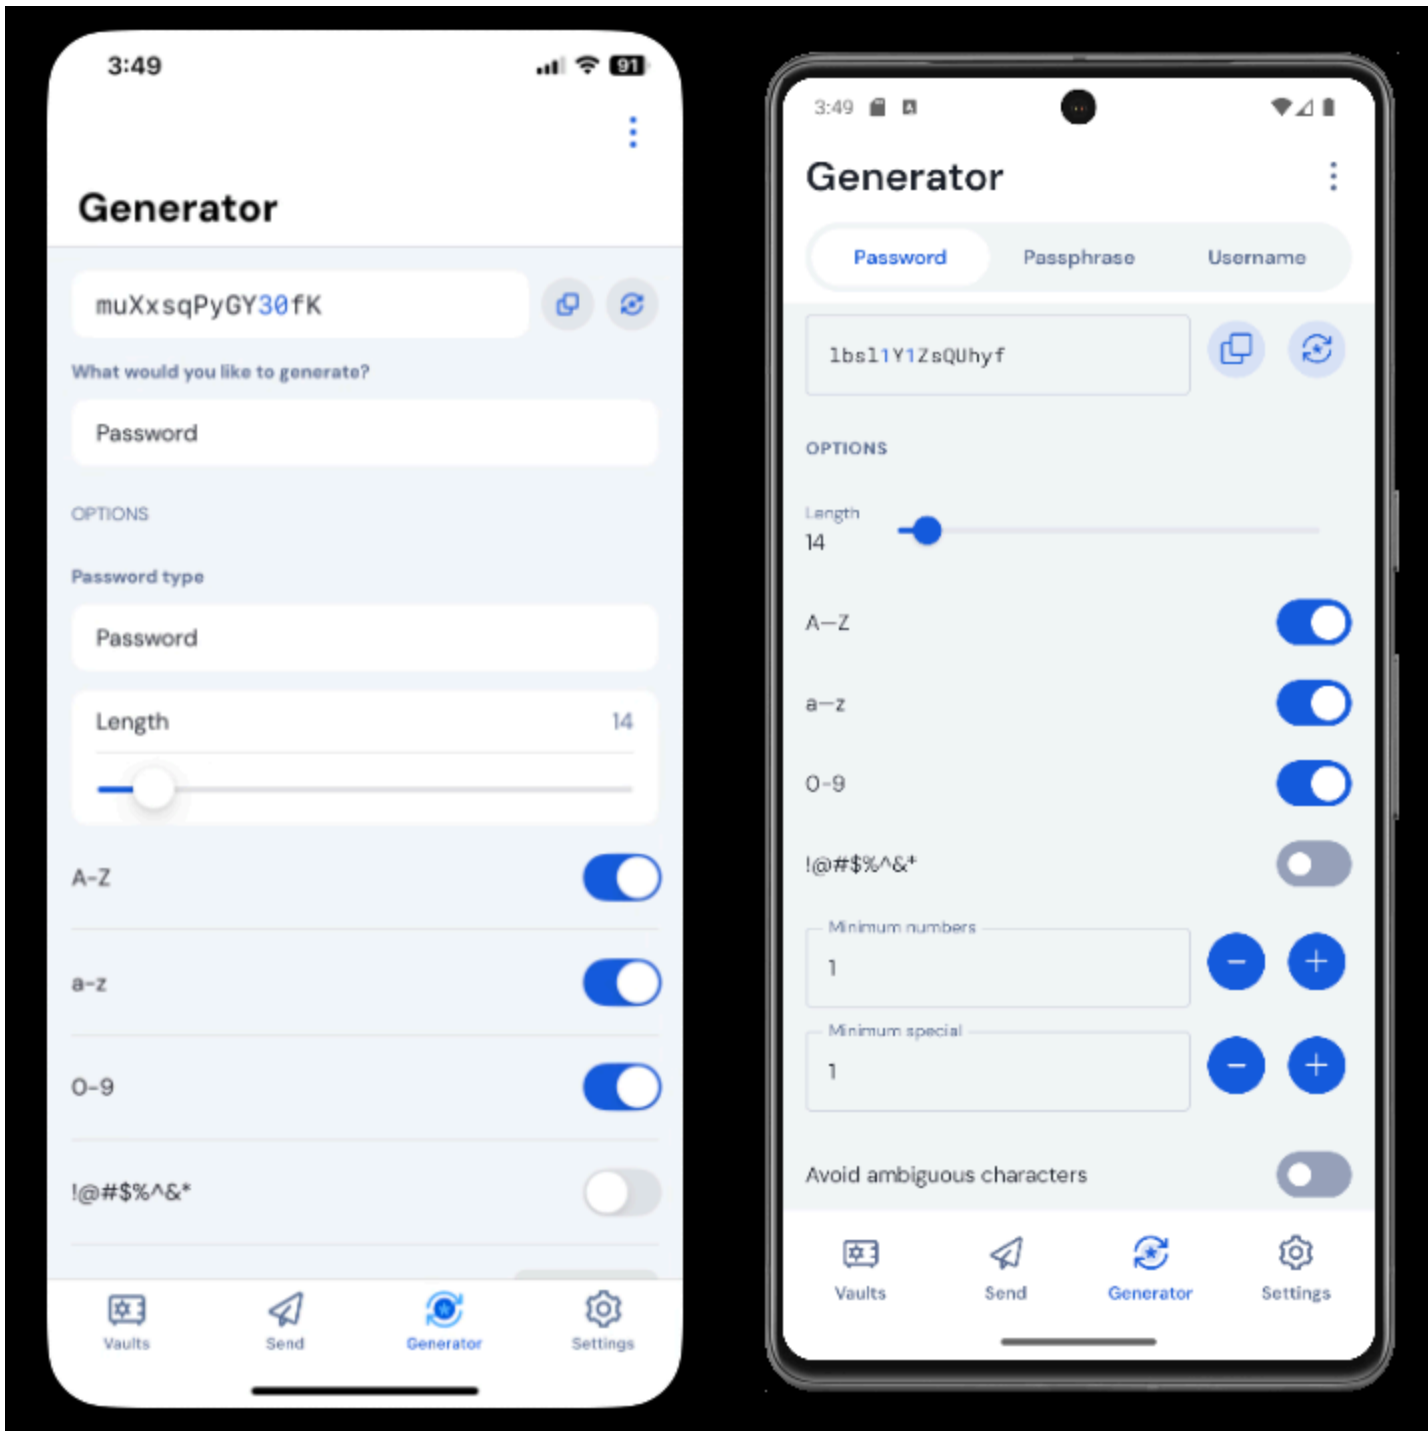 3:49
91
Generator
muXxsqPyGY30fK
What would you like to generate?
Password
OPTIONS
Password type
Password
Length 14
A-Z
a-z
0-9
!@#$%^&*
Vaults Send Generator Settings
3:49
Generator
Password Passphrase Username
lbsl1Y1ZsQUhyf
OPTIONS
Length
14
A—Z
a—z
0-9
!@#$%^&*
Minimum numbers
1
Minimum special
1
Avoid ambiguous characters
Vaults Send Generator Settings